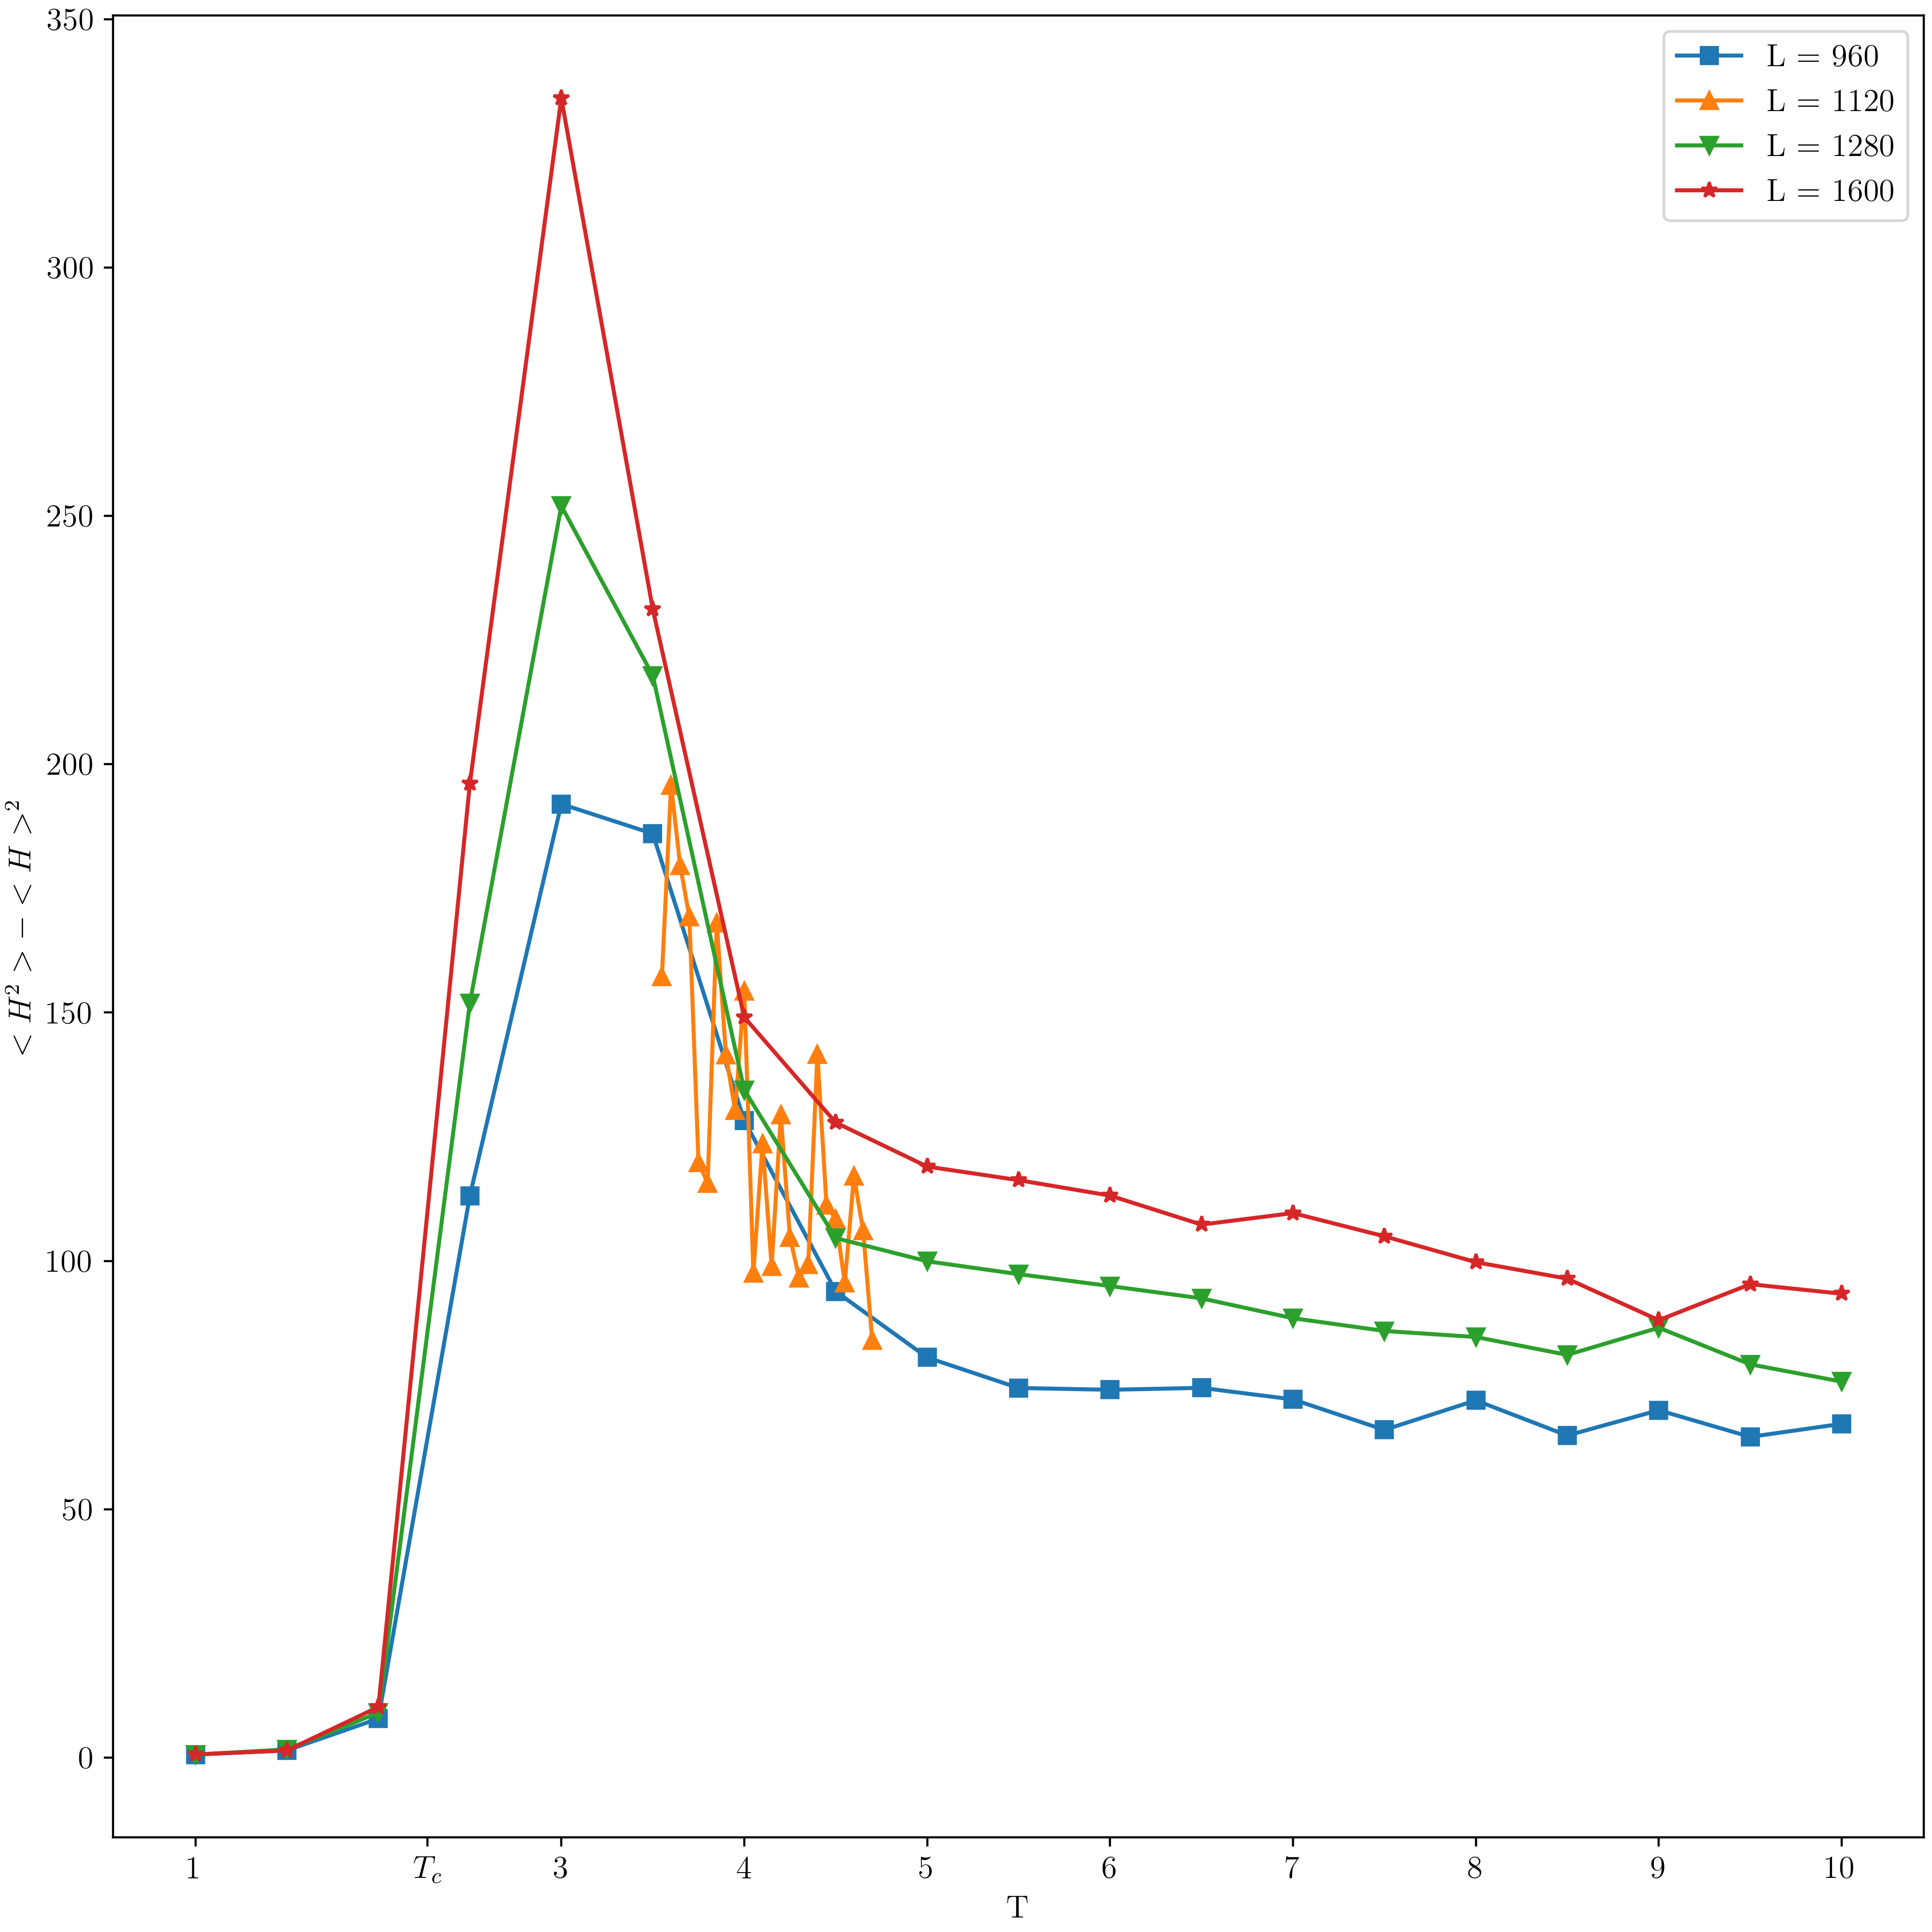 350
300
250
200
150
100
50
0
< H² > − < H >²
L = 960
L = 1120
L = 1280
L = 1600
1 T_c 3 4 5 6 7 8 9 10
T